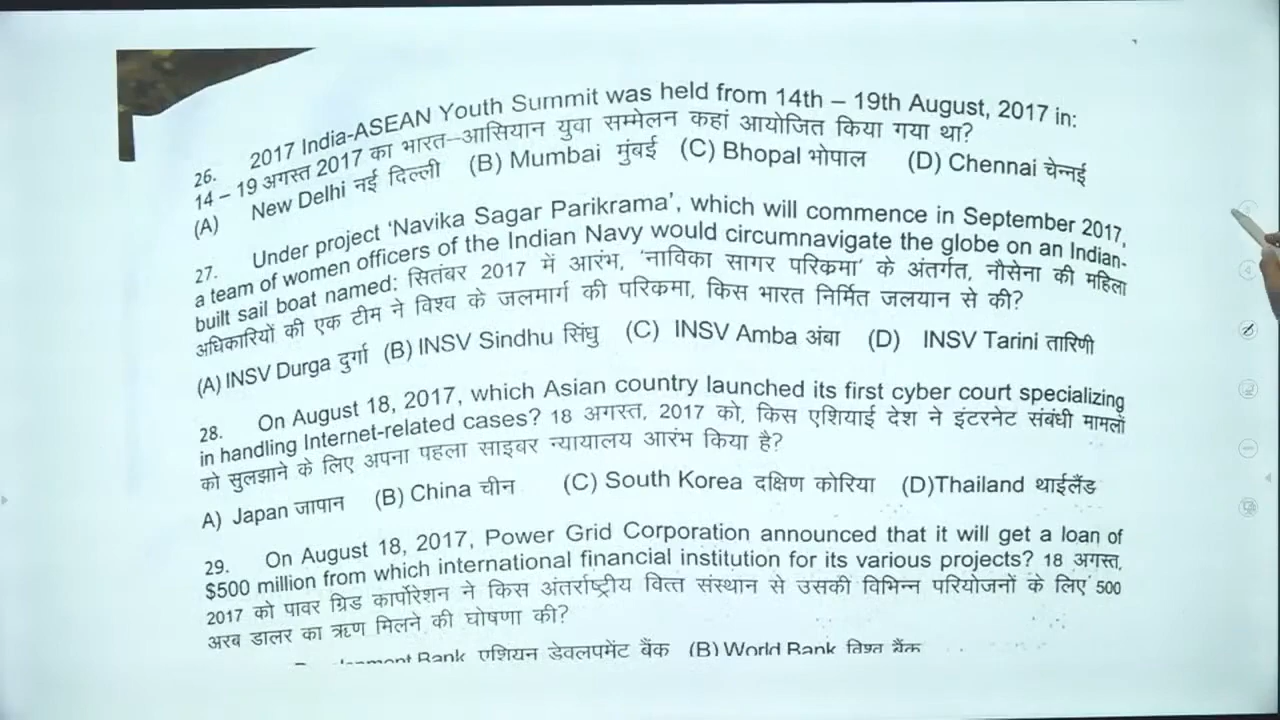 26. 2017 India-ASEAN Youth Summit was held from 14th – 19th August, 2017 in:
14 – 19 अगस्त 2017 का भारत–आसियान युवा सम्मेलन कहां आयोजित किया गया था?
(A) New Delhi नई दिल्ली (B) Mumbai मुंबई (C) Bhopal भोपाल (D) Chennai चेन्नई
27. Under project ‘Navika Sagar Parikrama’, which will commence in September 2017,
a team of women officers of the Indian Navy would circumnavigate the globe on an Indian-
built sail boat named: सितंबर 2017 में आरंभ, ‘नाविका सागर परिक्रमा’ के अंतर्गत, नौसेना की महिला
अधिकारियों की एक टीम ने विश्व के जलमार्ग की परिक्रमा, किस भारत निर्मित जलयान से की?
(A) INSV Durga दुर्गा (B) INSV Sindhu सिंधु (C) INSV Amba अंबा (D) INSV Tarini तारिणी
28. On August 18, 2017, which Asian country launched its first cyber court specializing
in handling Internet-related cases? 18 अगस्त, 2017 को, किस एशियाई देश ने इंटरनेट संबंधी मामलों
को सुलझाने के लिए अपना पहला साइबर न्यायालय आरंभ किया है?
A) Japan जापान (B) China चीन (C) South Korea दक्षिण कोरिया (D)Thailand थाईलैंड
29. On August 18, 2017, Power Grid Corporation announced that it will get a loan of
$500 million from which international financial institution for its various projects? 18 अगस्त,
2017 को पावर ग्रिड कार्पोरेशन ने किस अंतर्राष्ट्रीय वित्त संस्थान से उसकी विभिन्न परियोजनों के लिए 500
अरब डालर का ऋण मिलने की घोषणा की?
Bank एशियन डेवलपमेंट बैंक (B) World Bank विश्व बैंक